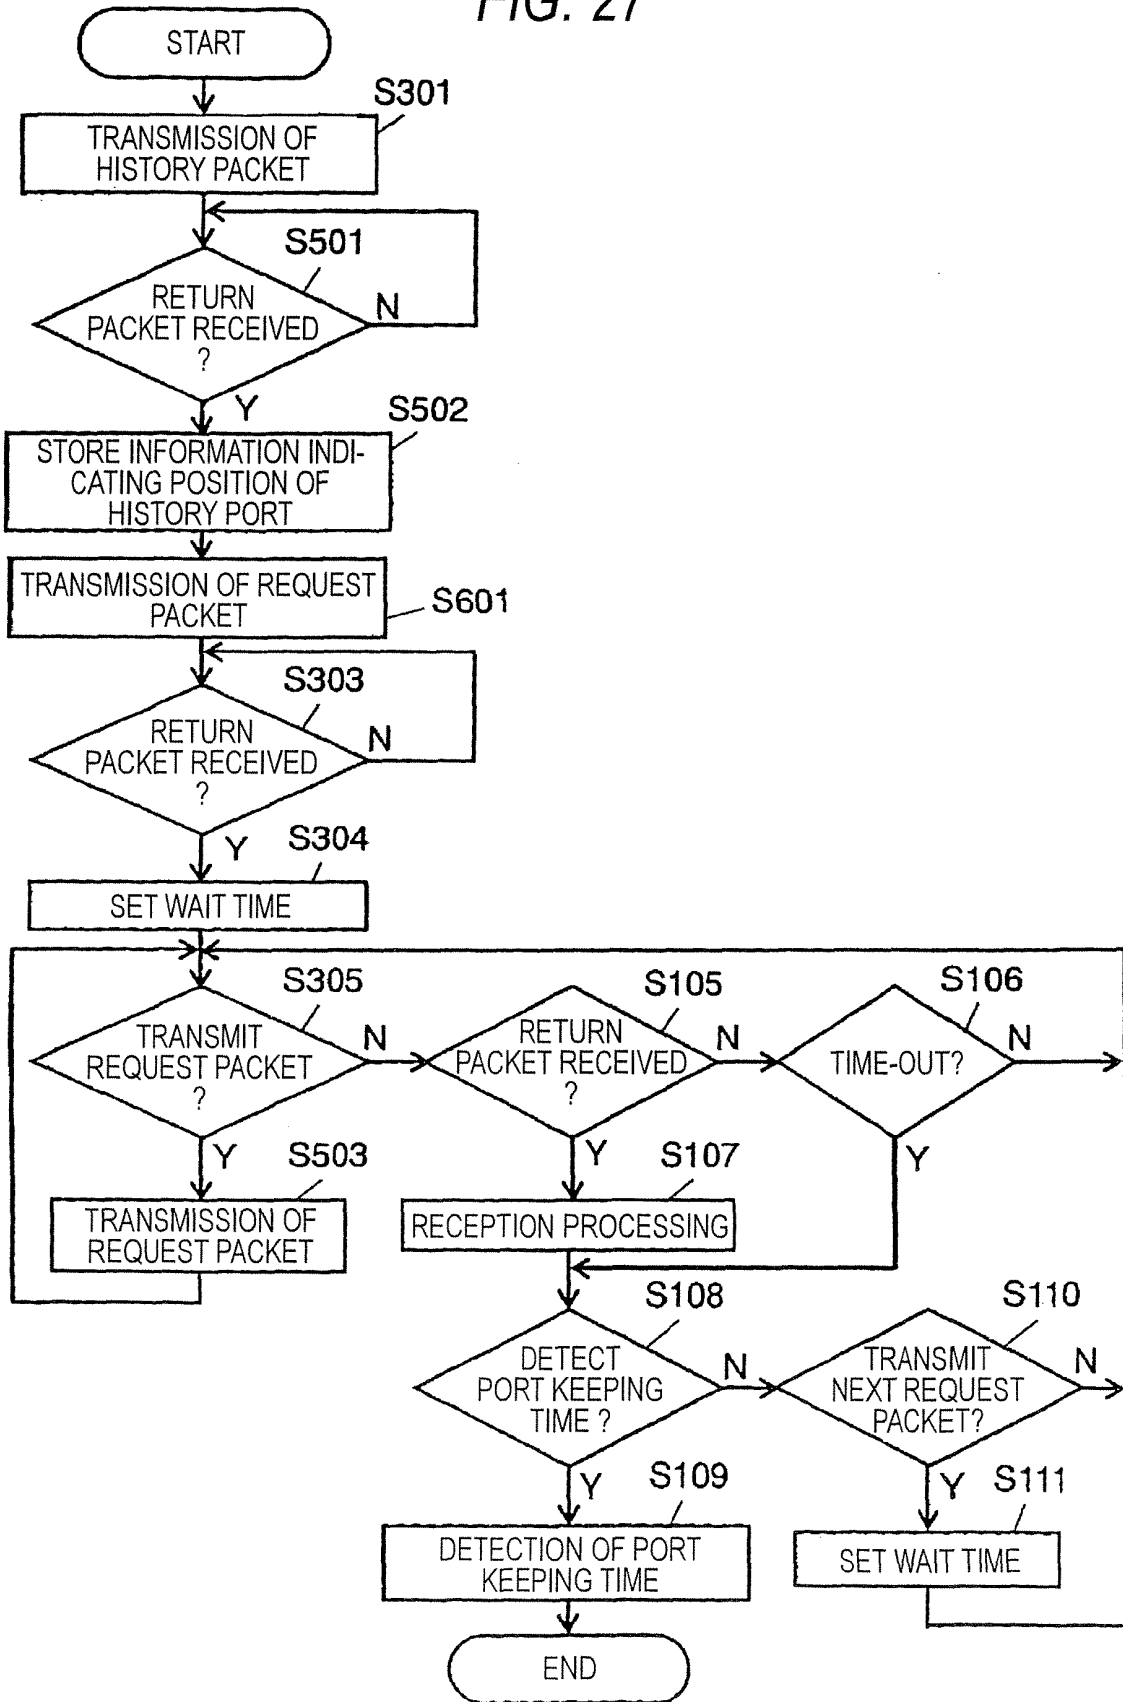 FIG. 27
START
S301
TRANSMISSION OF
HISTORY PACKET
S501
RETURN
PACKET RECEIVED
?
N
Y
S502
STORE INFORMATION INDI-
CATING POSITION OF
HISTORY PORT
TRANSMISSION OF REQUEST
PACKET
S601
S303
RETURN
PACKET RECEIVED
?
N
Y
S304
SET WAIT TIME
S305
TRANSMIT
REQUEST PACKET
?
N
Y
S105
RETURN
PACKET RECEIVED
?
N
Y
S106
TIME-OUT?
N
Y
S503
TRANSMISSION OF
REQUEST PACKET
S107
RECEPTION PROCESSING
S108
DETECT
PORT KEEPING
TIME ?
N
Y
S110
TRANSMIT
NEXT REQUEST
PACKET?
N
Y
S109
DETECTION OF PORT
KEEPING TIME
S111
SET WAIT TIME
END